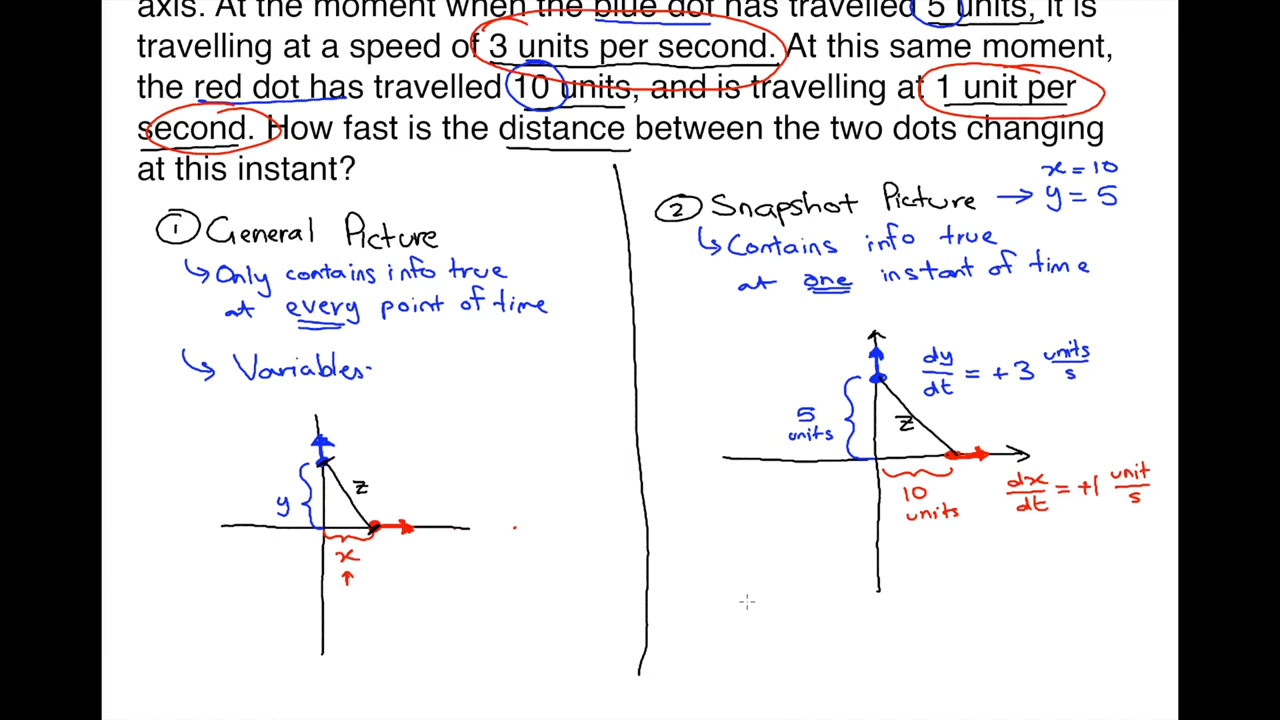 axis. At the moment when the blue dot has travelled 5 units, it is
travelling at a speed of 3 units per second. At this same moment,
the red dot has travelled 10 units, and is travelling at 1 unit per
second. How fast is the distance between the two dots changing
at this instant?
① General Picture
↳ Only contains info true
at every point of time
↳ Variables.
y
z
x
② Snapshot Picture → x = 10
y = 5
↳ Contains info true
at one instant of time
dy/dt = +3 units/s
5
units
z
10
units
dx/dt = +1 unit/s